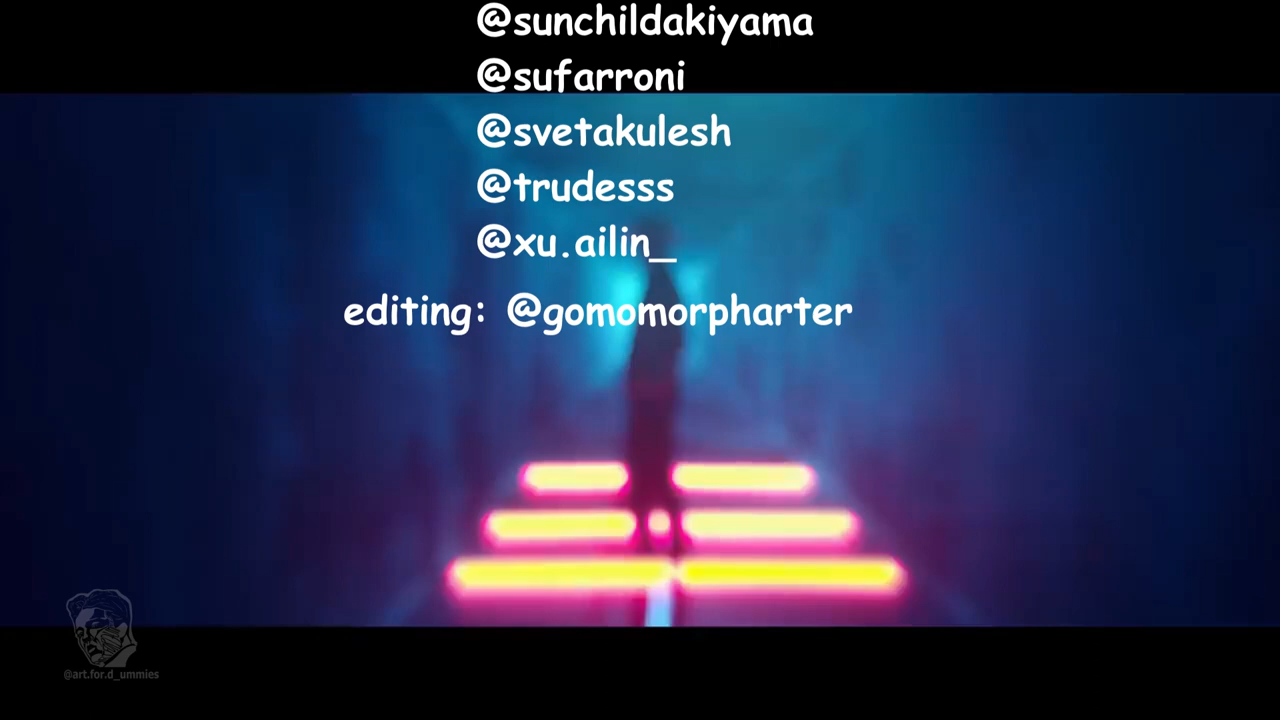 @sunchildakiyama
@sufarroni
@svetakulesh
@trudesss
@xu.ailin_
editing: @gomomorpharter
@art.for.d_ummies